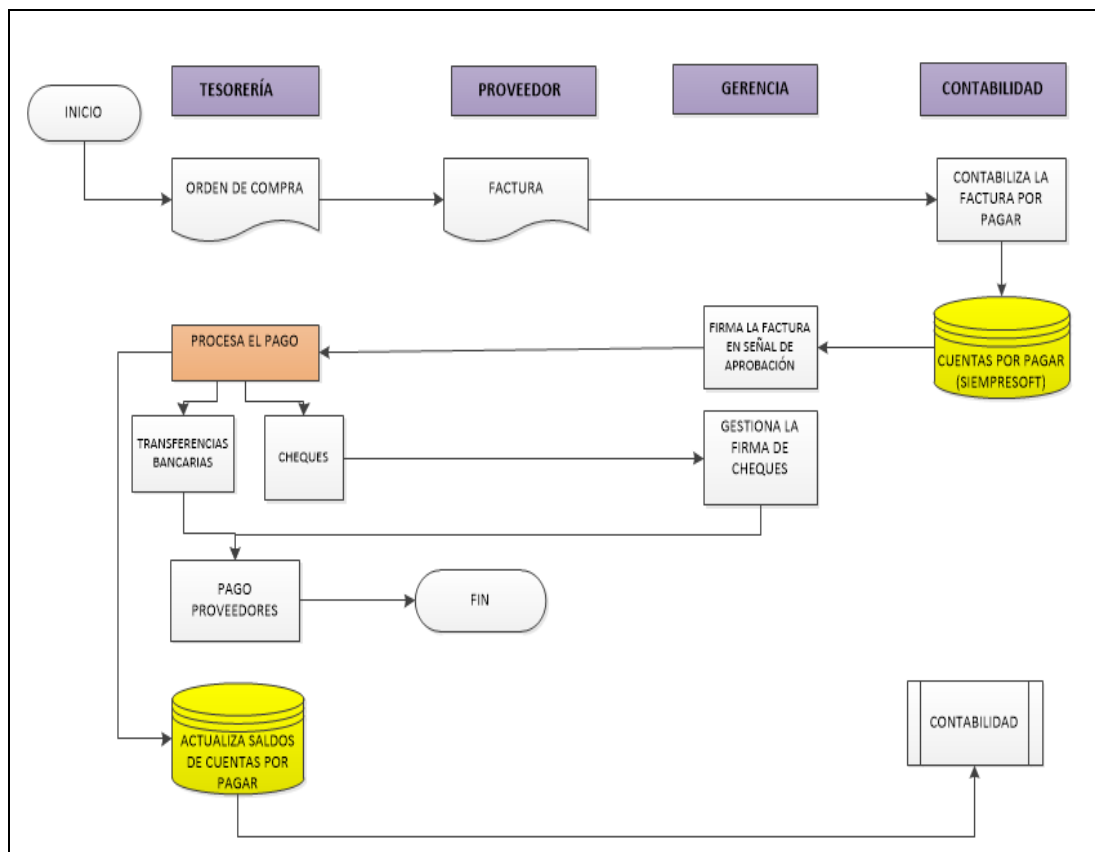 TESORERÍA
PROVEEDOR
GERENCIA
CONTABILIDAD
INICIO
ORDEN DE COMPRA
FACTURA
CONTABILIZA LA
FACTURA POR
PAGAR
PROCESA EL PAGO
FIRMA LA FACTURA
EN SEÑAL DE
APROBACIÓN
CUENTAS POR PAGAR
(SIEMPRESOFT)
TRANSFERENCIAS
BANCARIAS
CHEQUES
GESTIONA LA
FIRMA DE
CHEQUES
PAGO
PROVEEDORES
FIN
ACTUALIZA SALDOS
DE CUENTAS POR
PAGAR
CONTABILIDAD